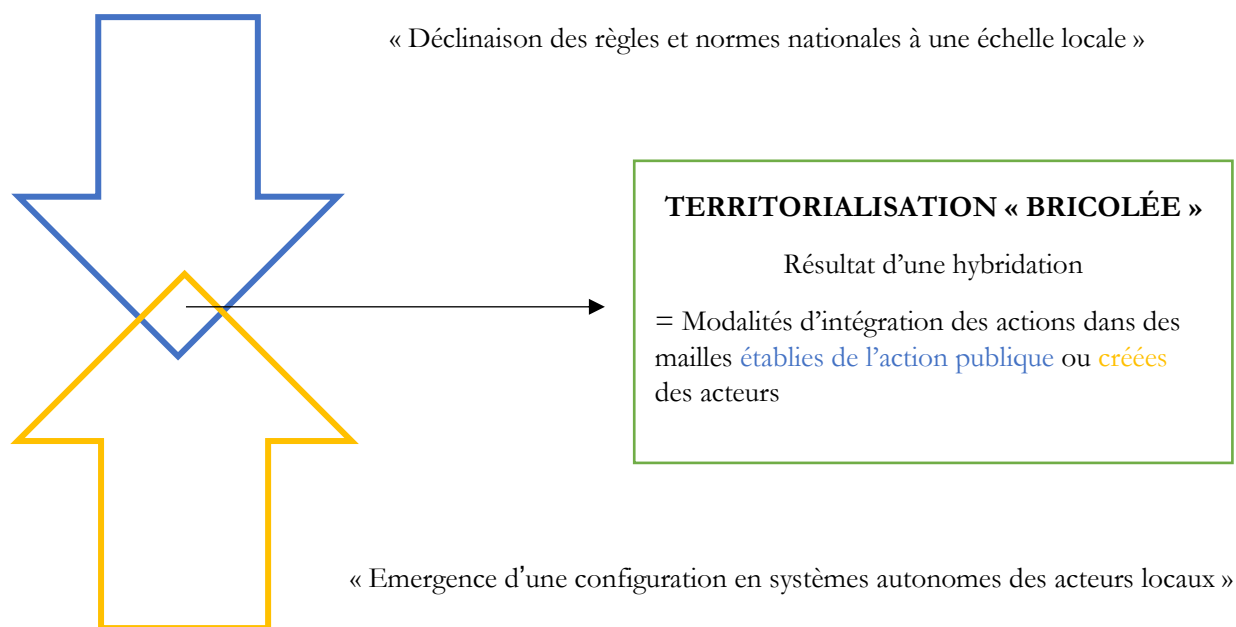 « Déclinaison des règles et normes nationales à une échelle locale »
TERRITORIALISATION « BRICOLÉE »
Résultat d’une hybridation
= Modalités d’intégration des actions dans des
mailles établies de l’action publique ou créées
des acteurs
« Emergence d’une configuration en systèmes autonomes des acteurs locaux »